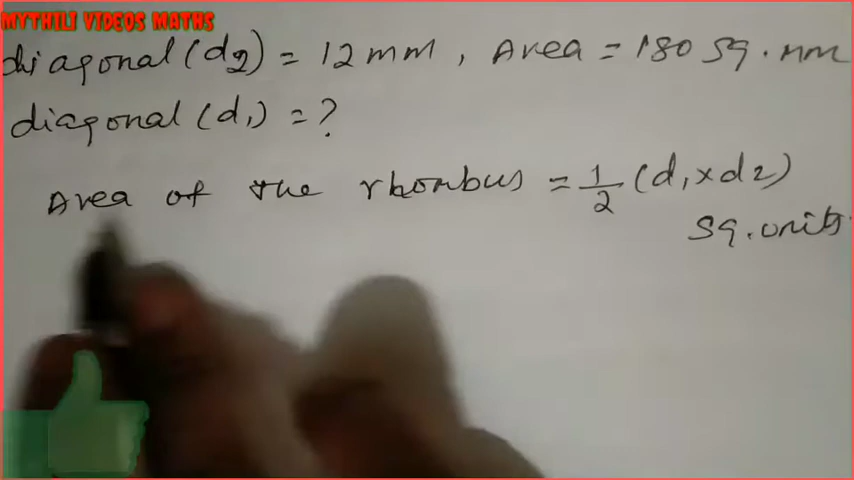 MYTHILI VIDEOS MATHS
diagonal (d2) = 12 mm, Area = 180 sq. mm
diagonal (d1) = ?
Area of the rhombus = 1/2 (d1 x d2)
sq. units